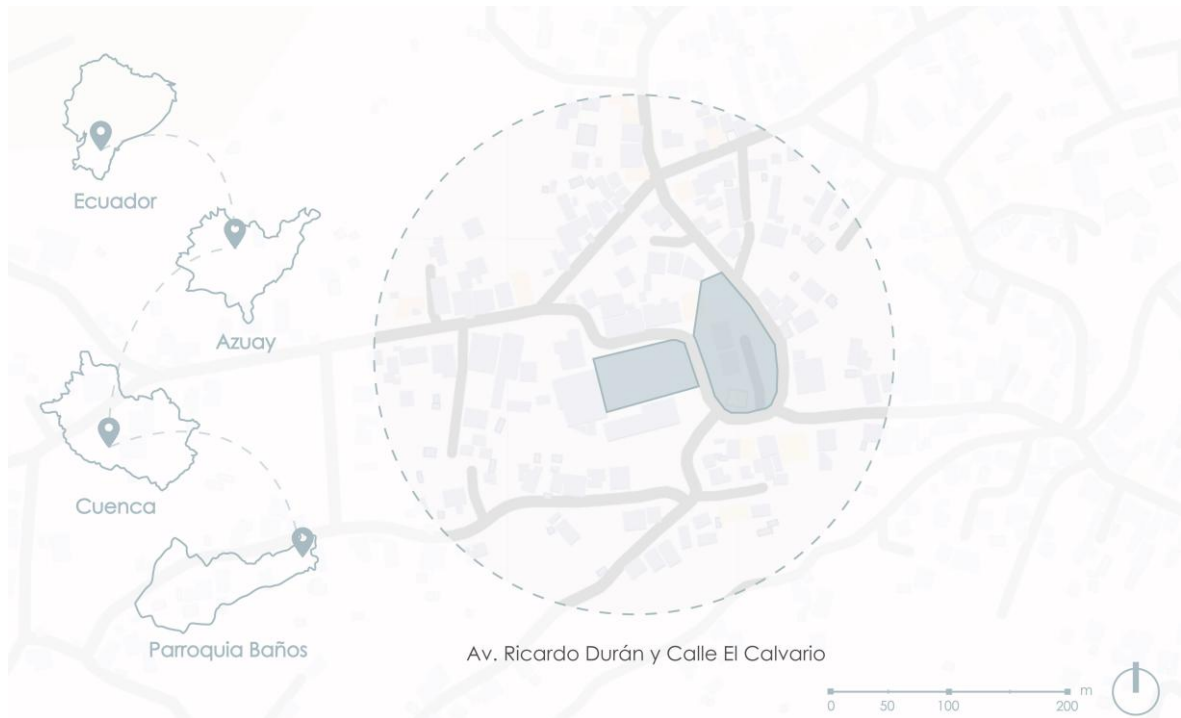 Ecuador
Azuay
Cuenca
Parroquia Baños
Av. Ricardo Durán y Calle El Calvario
0 50 100 200 m